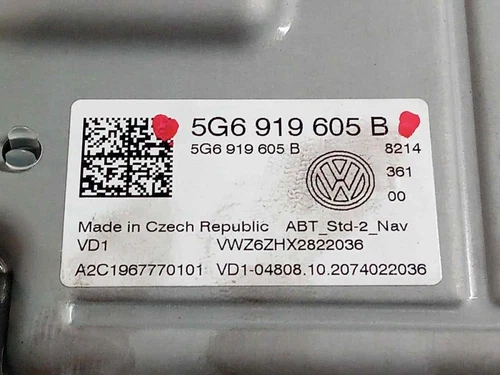 5G6 919 605 B
5G6 919 605 B 8214
361
00
Made in Czech Republic ABT_Std-2_Nav
VD1 VWZ6ZHX2822036
A2C1967770101 VD1-04808.10.2074022036